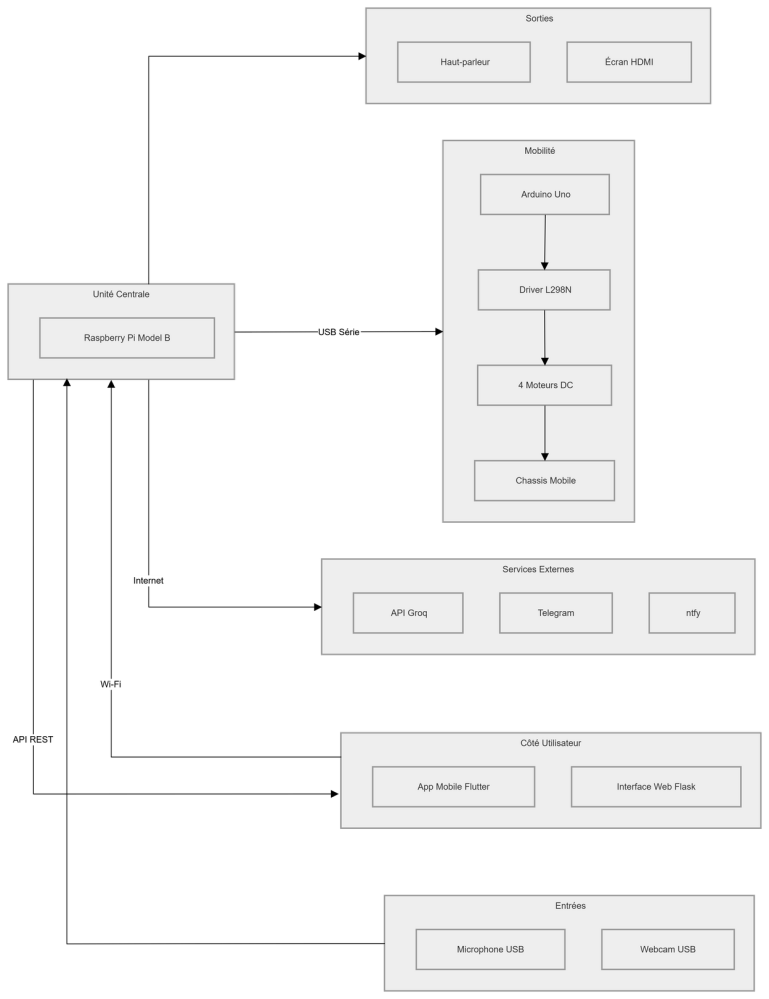 Sorties
Haut-parleur
Écran HDMI
Mobilité
Arduino Uno
Driver L298N
4 Moteurs DC
Chassis Mobile
Unité Centrale
Raspberry Pi Model B
USB Série
Internet
Services Externes
API Groq
Telegram
ntfy
Wi-Fi
API REST
Côté Utilisateur
App Mobile Flutter
Interface Web Flask
Entrées
Microphone USB
Webcam USB